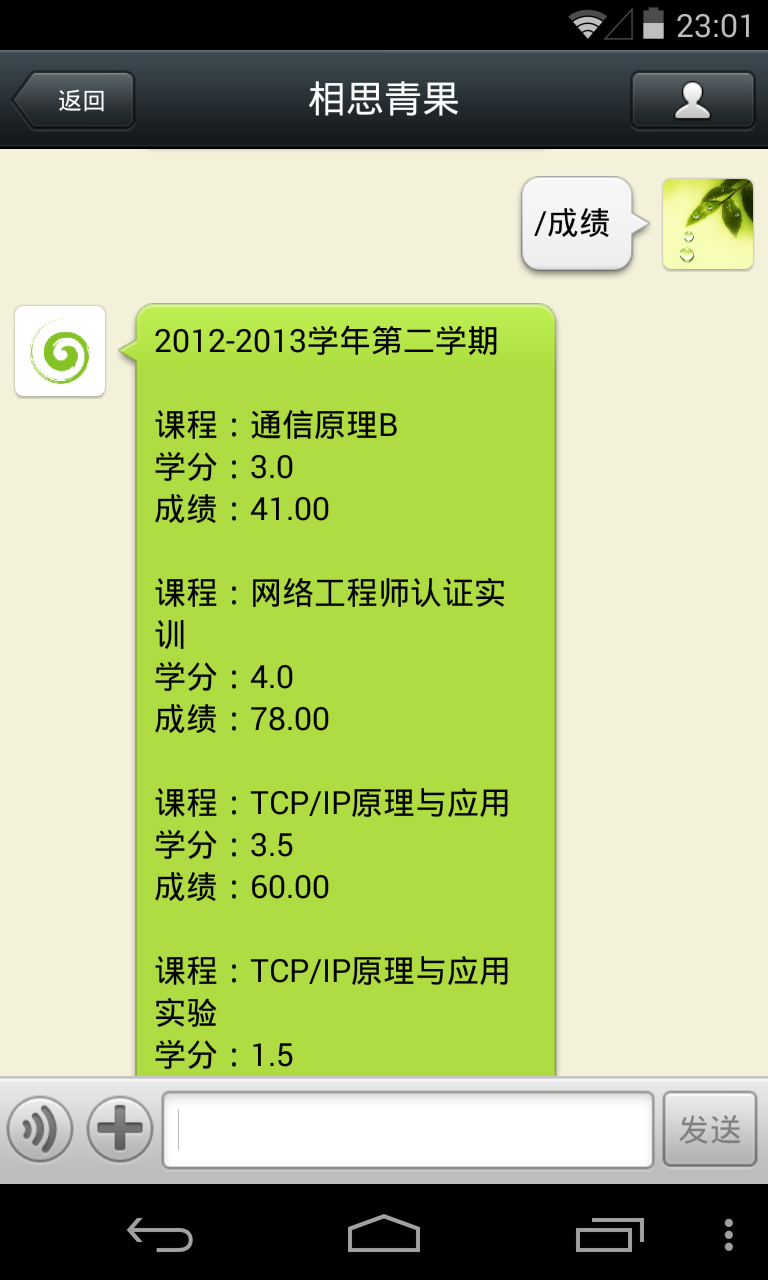 23:01
返回
相思青果
/成绩
2012-2013学年第二学期
课程：通信原理B
学分：3.0
成绩：41.00
课程：网络工程师认证实
训
学分：4.0
成绩：78.00
课程：TCP/IP原理与应用
学分：3.5
成绩：60.00
课程：TCP/IP原理与应用
实验
学分：1.5
发送